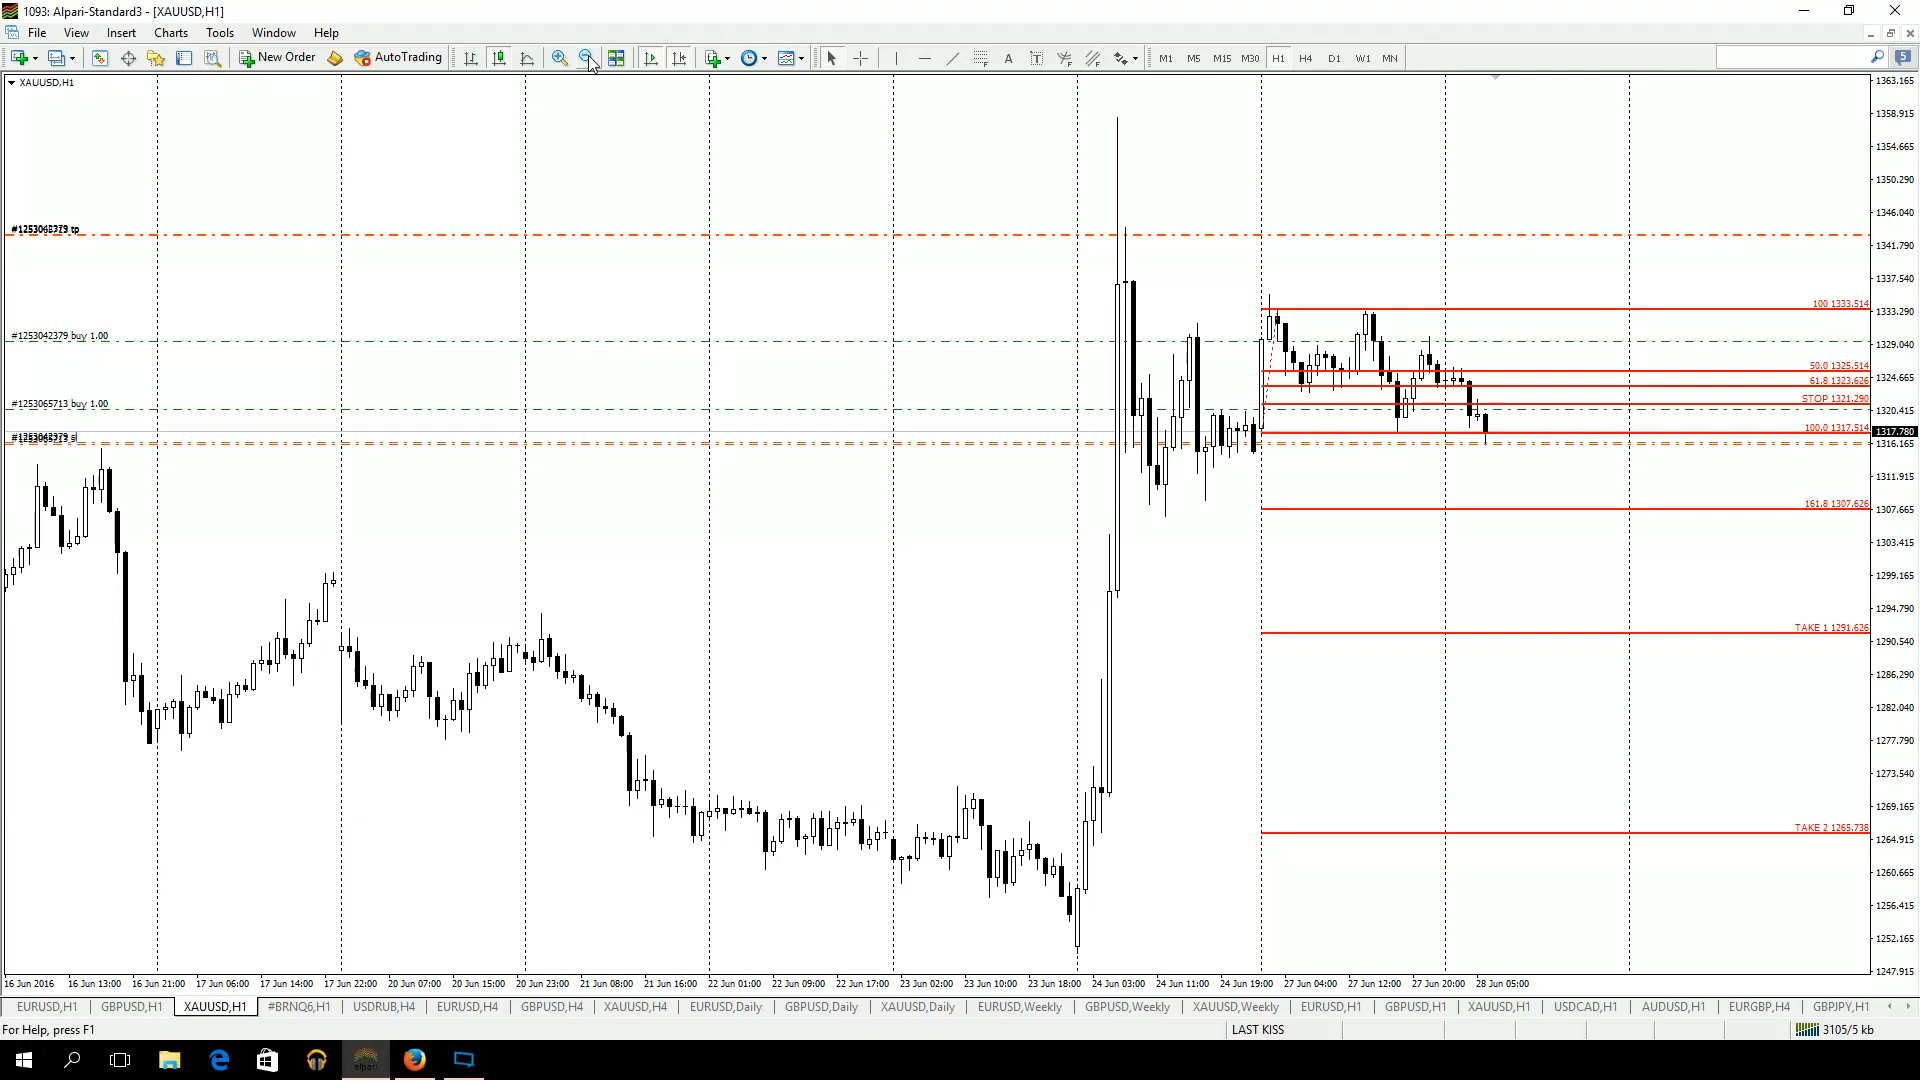 1093: Alpari-Standard3 - [XAUUSD,H1]
File View Insert Charts Tools Window Help
New Order AutoTrading A T M1 M5 M15 M30 H1 H4 D1 W1 MN 5
XAUUSD,H1
1363.165
1358.915
1354.665
1350.290
1346.040
1341.790
1337.540
100 1333.514
1333.290
#1253042379 buy 1.00
1329.040
50.0 1325.514
1324.665
61.8 1323.626
STOP 1321.290
#1253065713 buy 1.00
1320.415
100.0 1317.514
1317.780
1316.165
1311.915
161.8 1307.626
1307.665
1303.415
1299.165
1294.790
TAKE 1 1291.626
1290.540
1286.290
1282.040
1277.790
1273.540
1269.165
TAKE 2 1265.738
1264.915
1260.665
1256.415
1252.165
1247.915
16 Jun 2016 16 Jun 13:00 16 Jun 21:00 17 Jun 06:00 17 Jun 14:00 17 Jun 22:00 20 Jun 07:00 20 Jun 15:00 20 Jun 23:00 21 Jun 08:00 21 Jun 16:00 22 Jun 01:00 22 Jun 09:00 22 Jun 17:00 23 Jun 02:00 23 Jun 10:00 23 Jun 18:00 24 Jun 03:00 24 Jun 11:00 24 Jun 19:00 27 Jun 04:00 27 Jun 12:00 27 Jun 20:00 28 Jun 05:00
EURUSD,H1 GBPUSD,H1 XAUUSD,H1 #BRNQ6,H1 USDRUB,H4 EURUSD,H4 GBPUSD,H4 XAUUSD,H4 EURUSD,Daily GBPUSD,Daily XAUUSD,Daily EURUSD,Weekly GBPUSD,Weekly XAUUSD,Weekly EURUSD,H1 GBPUSD,H1 XAUUSD,H1 USDCAD,H1 AUDUSD,H1 EURGBP,H4 GBPJPY,H1
For Help, press F1 LAST KISS 3105/5 kb
alpari